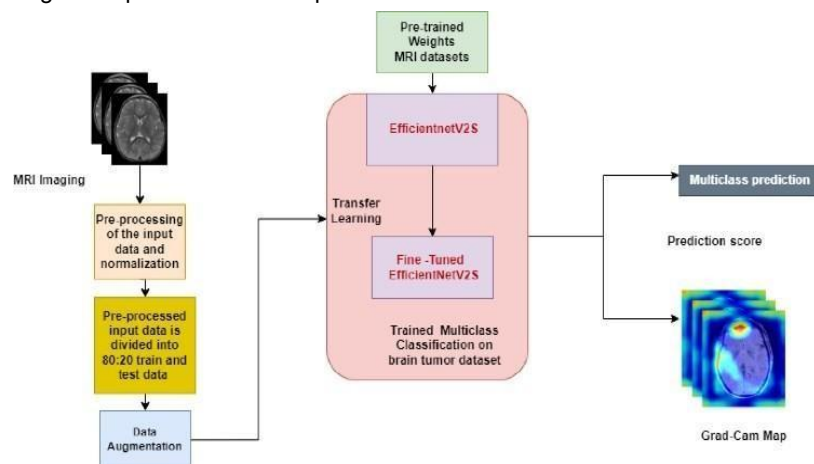 Pre-trained
Weights
MRI datasets
EfficientnetV2S
MRI Imaging
Pre-processing
of the input
data and
normalization
Pre-processed
input data is
divided into
80:20 train and
test data
Data
Augmentation
Transfer
Learning
Fine -Tuned
EfficientNetV2S
Trained Multiclass
Classification on
brain tumor dataset
Multiclass prediction
Prediction score
Grad-Cam Map